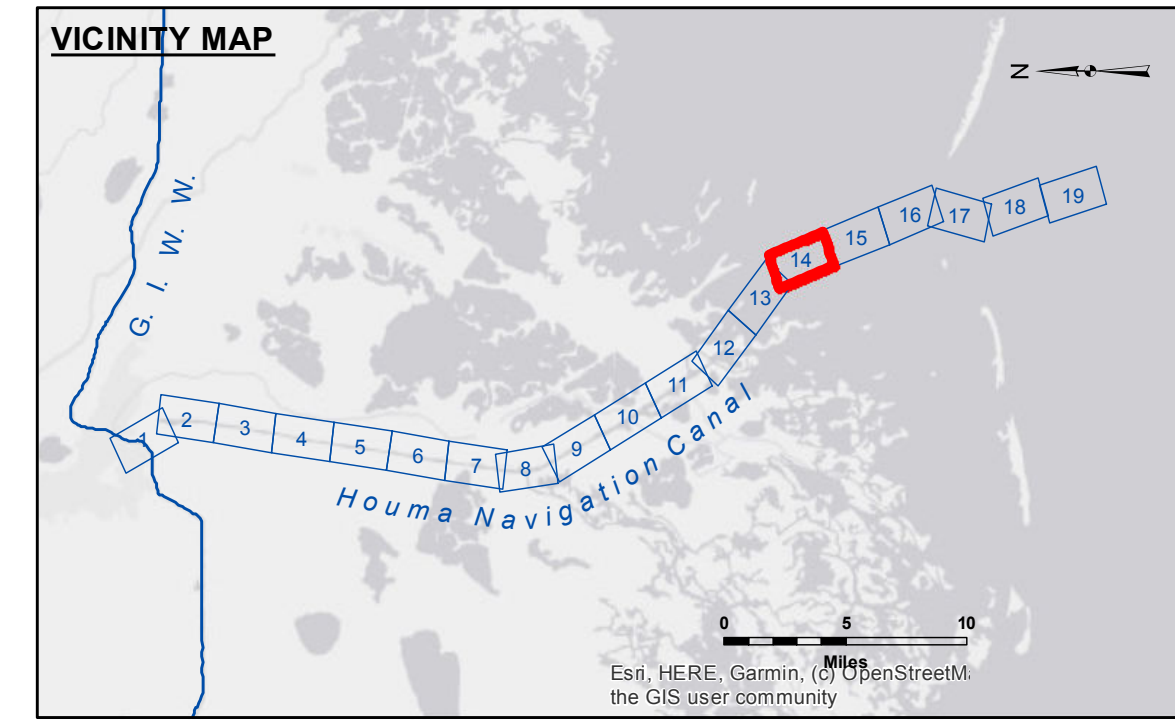 VICINITY MAP
N
G. I. W. W.
1
2
3
4
5
6
7
8
9
10
11
12
13
14
15
16
17
18
19
Houma Navigation Canal
0 5 10
Miles
Esri, HERE, Garmin, (c) OpenStreetM
the GIS user community